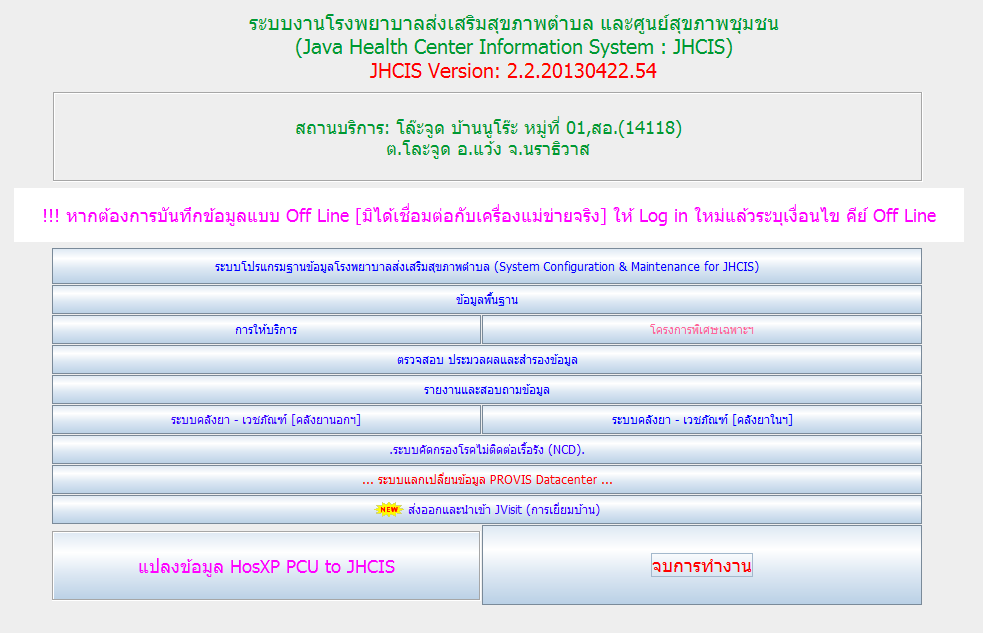 ระบบงานโรงพยาบาลส่งเสริมสุขภาพตำบล และศูนย์สุขภาพชุมชน
(Java Health Center Information System : JHCIS)
JHCIS Version: 2.2.20130422.54
สถานบริการ: โล๊ะจูด บ้านนูโร๊ะ หมู่ที่ 01,สอ.(14118)
ต.โละจูด อ.แว้ง จ.นราธิวาส
!!! หากต้องการบันทึกข้อมูลแบบ Off Line [มิได้เชื่อมต่อกับเครื่องแม่ข่ายจริง] ให้ Log in ใหม่แล้วระบุเงื่อนไข คีย์ Off Line
ระบบโปรแกรมฐานข้อมูลโรงพยาบาลส่งเสริมสุขภาพตำบล (System Configuration & Maintenance for JHCIS)
ข้อมูลพื้นฐาน
การให้บริการ
โครงการพิเศษเฉพาะฯ
ตรวจสอบ ประมวลผลและสำรองข้อมูล
รายงานและสอบถามข้อมูล
ระบบคลังยา - เวชภัณฑ์ [คลังยานอกฯ]
ระบบคลังยา - เวชภัณฑ์ [คลังยาในฯ]
.ระบบคัดกรองโรคไม่ติดต่อเรื้อรัง (NCD).
... ระบบแลกเปลี่ยนข้อมูล PROVIS Datacenter ...
NEW ส่งออกและนำเข้า JVisit (การเยี่ยมบ้าน)
แปลงข้อมูล HosXP PCU to JHCIS
จบการทำงาน